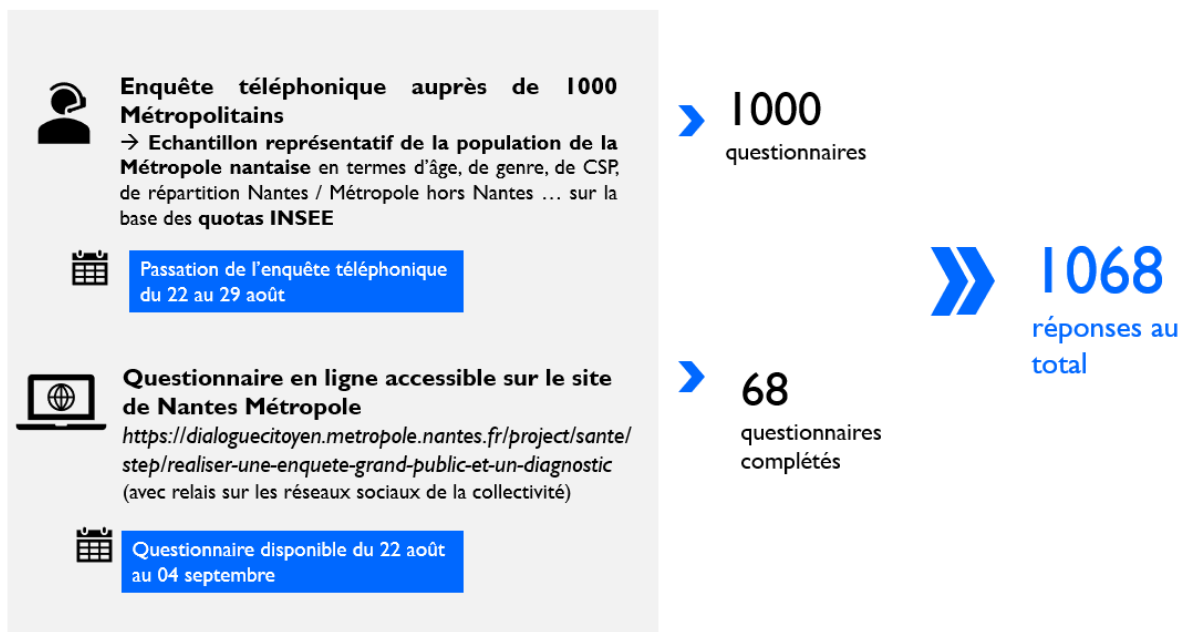 Enquête téléphonique auprès de 1000
Métropolitains
→ Echantillon représentatif de la population de la
Métropole nantaise en termes d’âge, de genre, de CSP,
de répartition Nantes / Métropole hors Nantes … sur la
base des quotas INSEE
Passation de l’enquête téléphonique
du 22 au 29 août
1000
questionnaires
Questionnaire en ligne accessible sur le site
de Nantes Métropole
https://dialoguecitoyen.metropole.nantes.fr/project/sante/
step/realiser-une-enquete-grand-public-et-un-diagnostic
(avec relais sur les réseaux sociaux de la collectivité)
Questionnaire disponible du 22 août
au 04 septembre
68
questionnaires
complétés
1068
réponses au
total